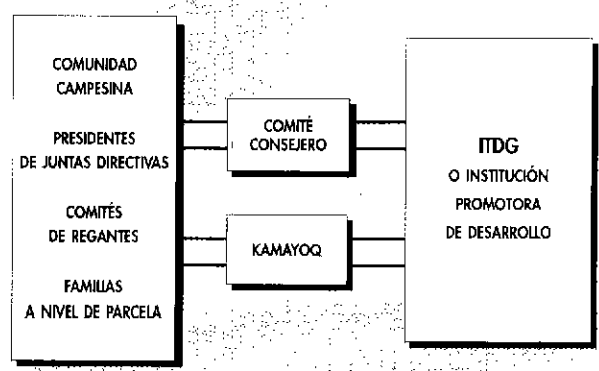 COMUNIDAD
CAMPESINA
PRESIDENTES
DE JUNTAS DIRECTIVAS
COMITÉS
DE REGANTES
FAMILIAS
A NIVEL DE PARCELA
COMITÉ
CONSEJERO
KAMAYOQ
ITDG
O INSTITUCIÓN
PROMOTORA
DE DESARROLLO